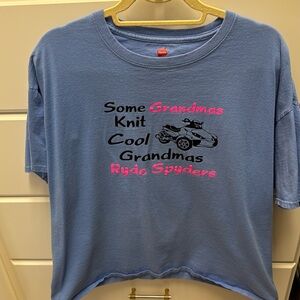 Some Grandmas
Knit
Cool
Grandmas
Ryde Spyders